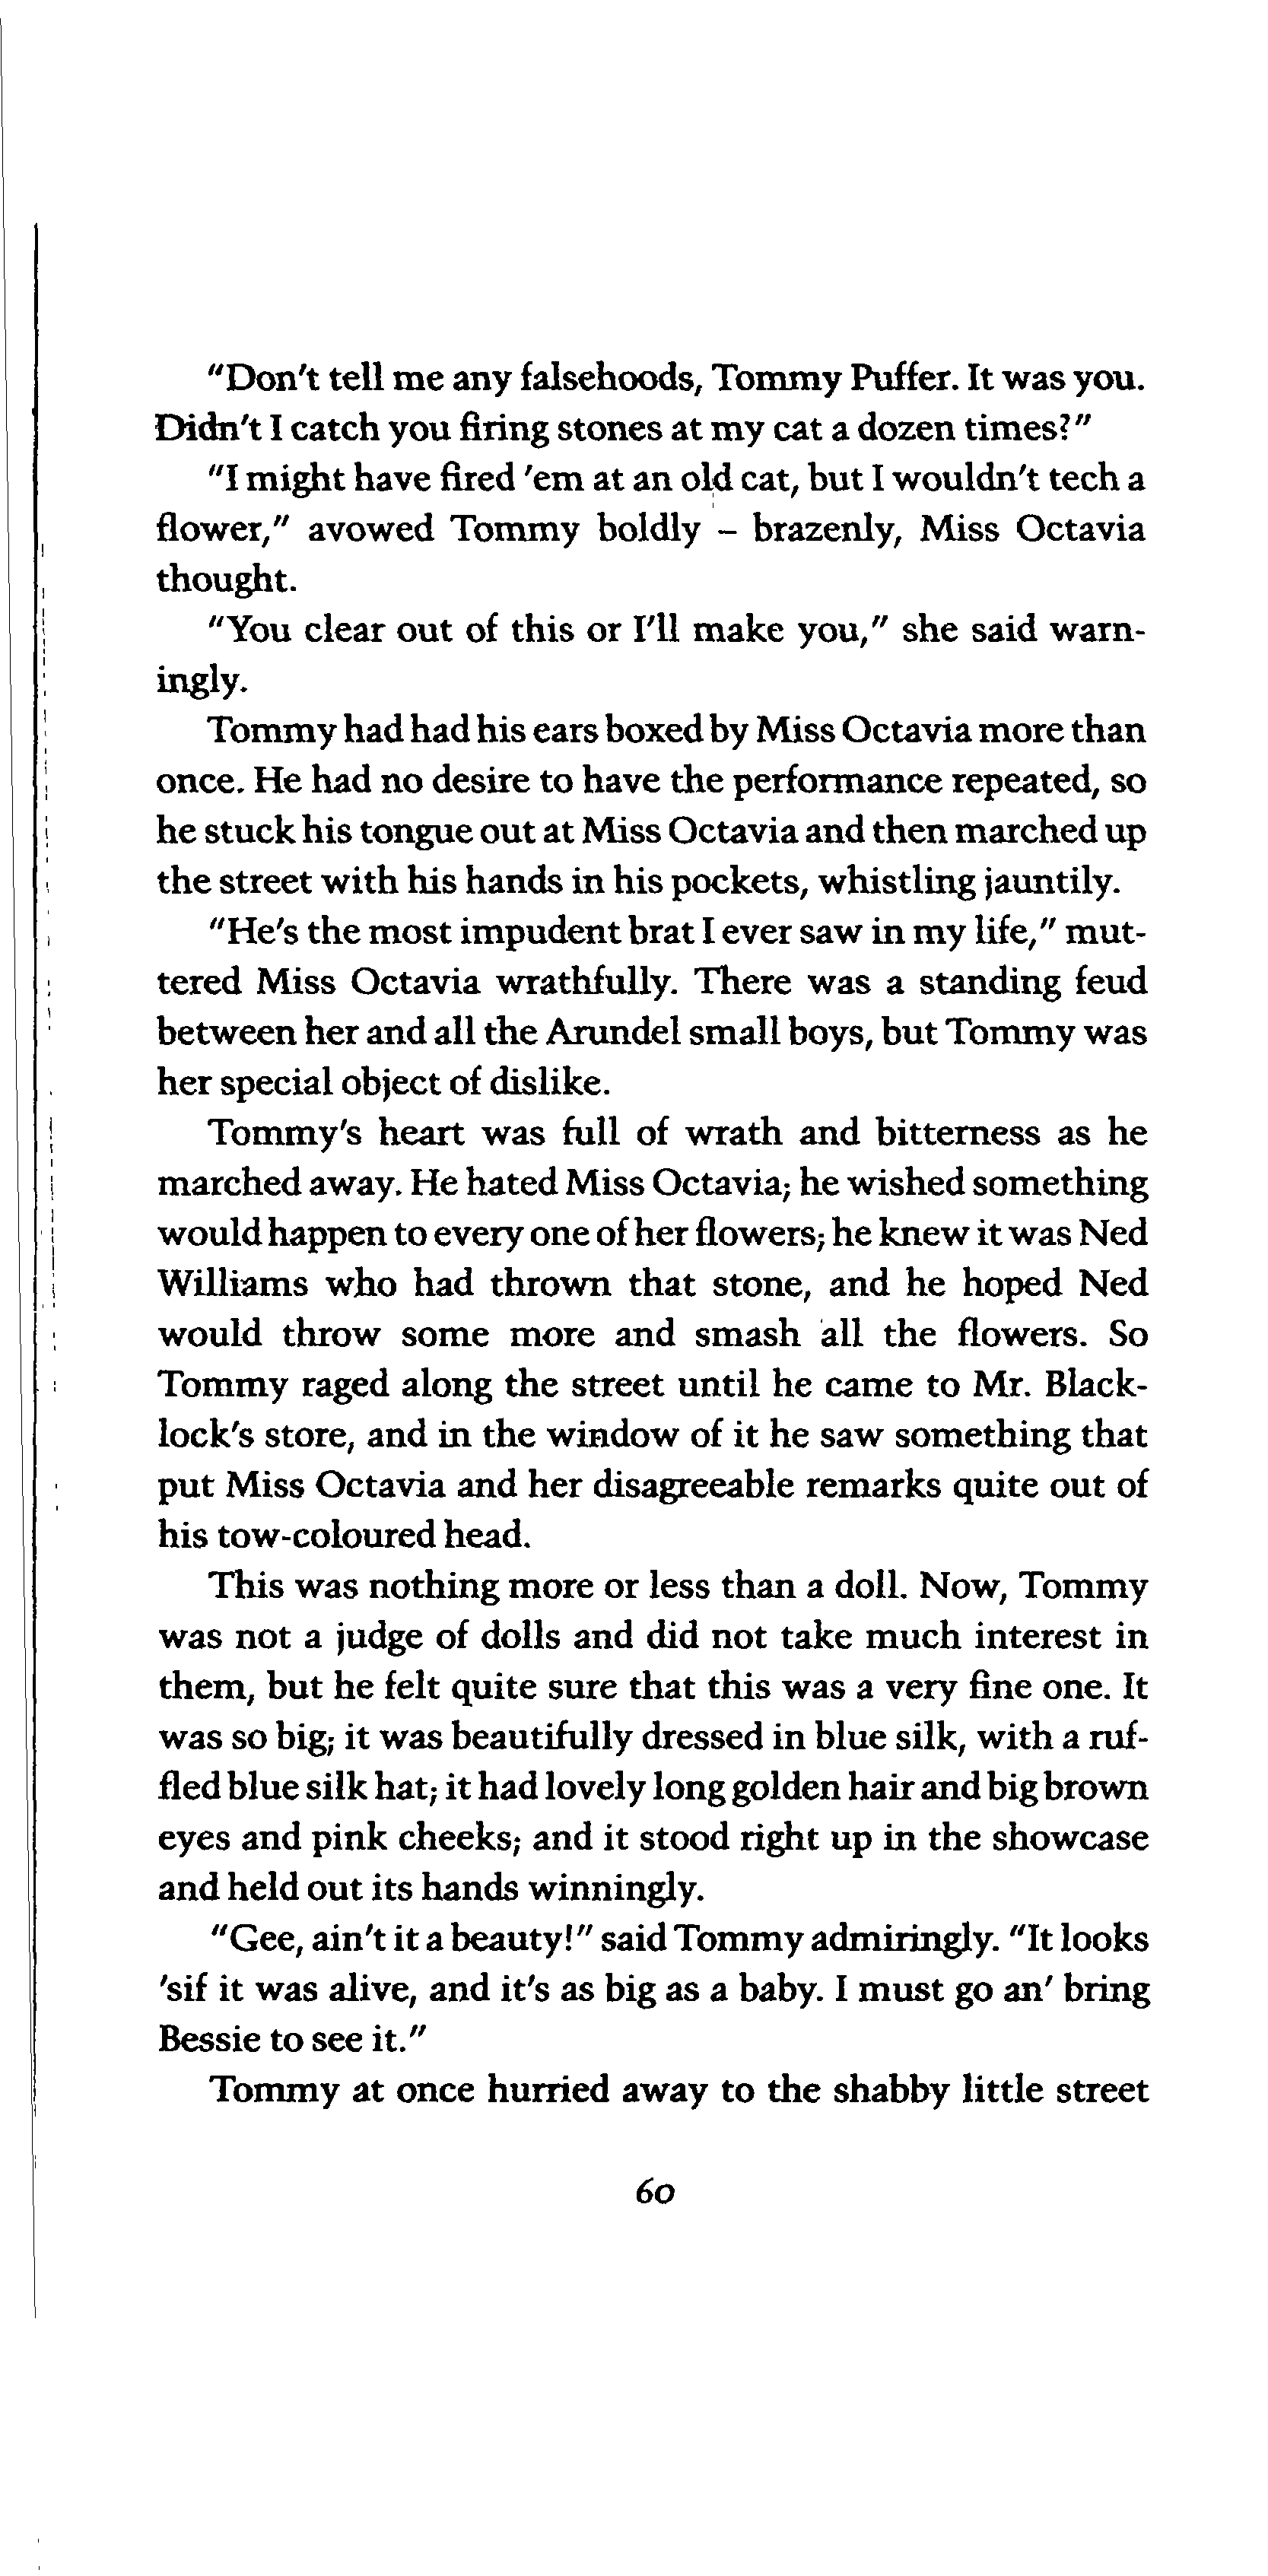 "Don't tell me any falsehoods, Tommy Puffer. It was you.
Didn't I catch you firing stones at my cat a dozen times?"
"I might have fired 'em at an old cat, but I wouldn't tech a
flower," avowed Tommy boldly – brazenly, Miss Octavia
thought.
"You clear out of this or I'll make you," she said warn-
ingly.
Tommy had had his ears boxed by Miss Octavia more than
once. He had no desire to have the performance repeated, so
he stuck his tongue out at Miss Octavia and then marched up
the street with his hands in his pockets, whistling jauntily.
"He's the most impudent brat I ever saw in my life," mut-
tered Miss Octavia wrathfully. There was a standing feud
between her and all the Arundel small boys, but Tommy was
her special object of dislike.
Tommy's heart was full of wrath and bitterness as he
marched away. He hated Miss Octavia; he wished something
would happen to every one of her flowers; he knew it was Ned
Williams who had thrown that stone, and he hoped Ned
would throw some more and smash all the flowers. So
Tommy raged along the street until he came to Mr. Black-
lock's store, and in the window of it he saw something that
put Miss Octavia and her disagreeable remarks quite out of
his tow-coloured head.
This was nothing more or less than a doll. Now, Tommy
was not a judge of dolls and did not take much interest in
them, but he felt quite sure that this was a very fine one. It
was so big; it was beautifully dressed in blue silk, with a ruf-
fled blue silk hat; it had lovely long golden hair and big brown
eyes and pink cheeks; and it stood right up in the showcase
and held out its hands winningly.
"Gee, ain't it a beauty!" said Tommy admiringly. "It looks
'sif it was alive, and it's as big as a baby. I must go an' bring
Bessie to see it."
Tommy at once hurried away to the shabby little street
60